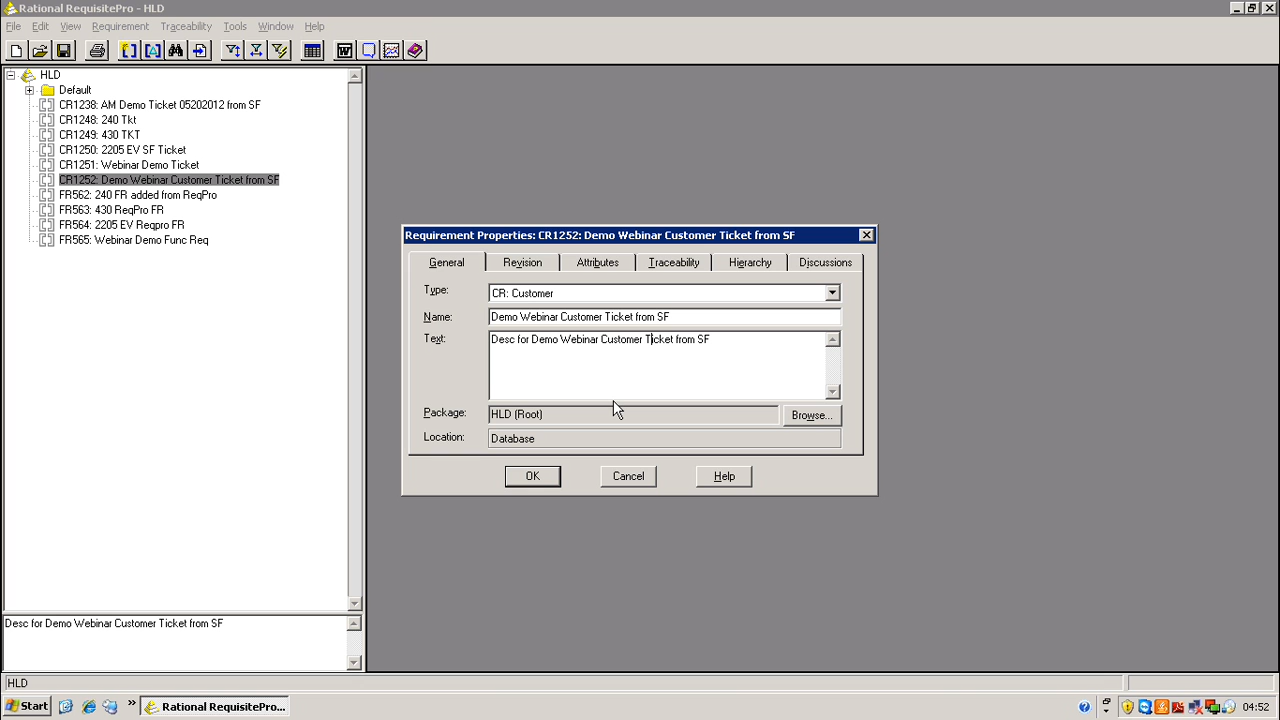 Rational RequisitePro - HLD
File Edit View Requirement Traceability Tools Window Help
HLD
Default
CR1238: AM Demo Ticket 05202012 from SF
CR1248: 240 Tkt
CR1249: 430 TKT
CR1250: 2205 EV SF Ticket
CR1251: Webinar Demo Ticket
CR1252: Demo Webinar Customer Ticket from SF
FR562: 240 FR added from ReqPro
FR563: 430 ReqPro FR
FR564: 2205 EV Reqpro FR
FR565: Webinar Demo Func Req
Requirement Properties: CR1252: Demo Webinar Customer Ticket from SF
General Revision Attributes Traceability Hierarchy Discussions
Type: CR: Customer
Name: Demo Webinar Customer Ticket from SF
Text: Desc for Demo Webinar Customer Ticket from SF
Package: HLD (Root) Browse...
Location: Database
OK Cancel Help
Desc for Demo Webinar Customer Ticket from SF
HLD
Start Rational RequisitePro... 04:52